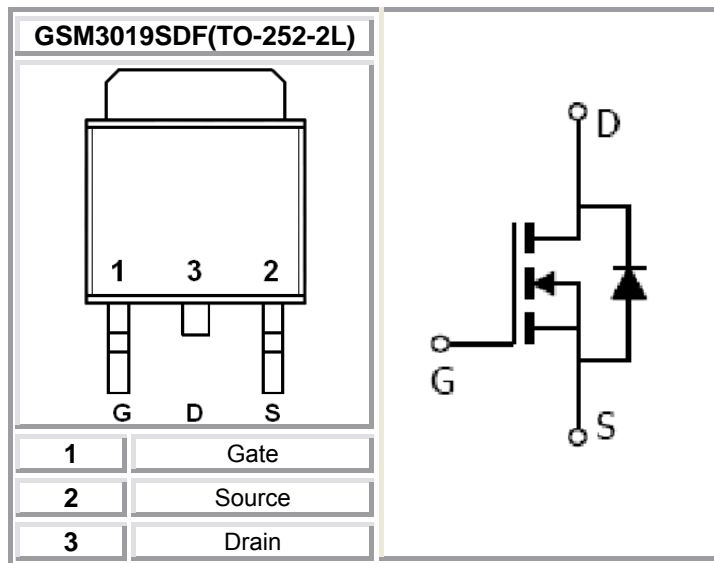 GSM3019SDF(TO-252-2L)
1 3 2
G D S
1 Gate
2 Source
3 Drain
D
G
S